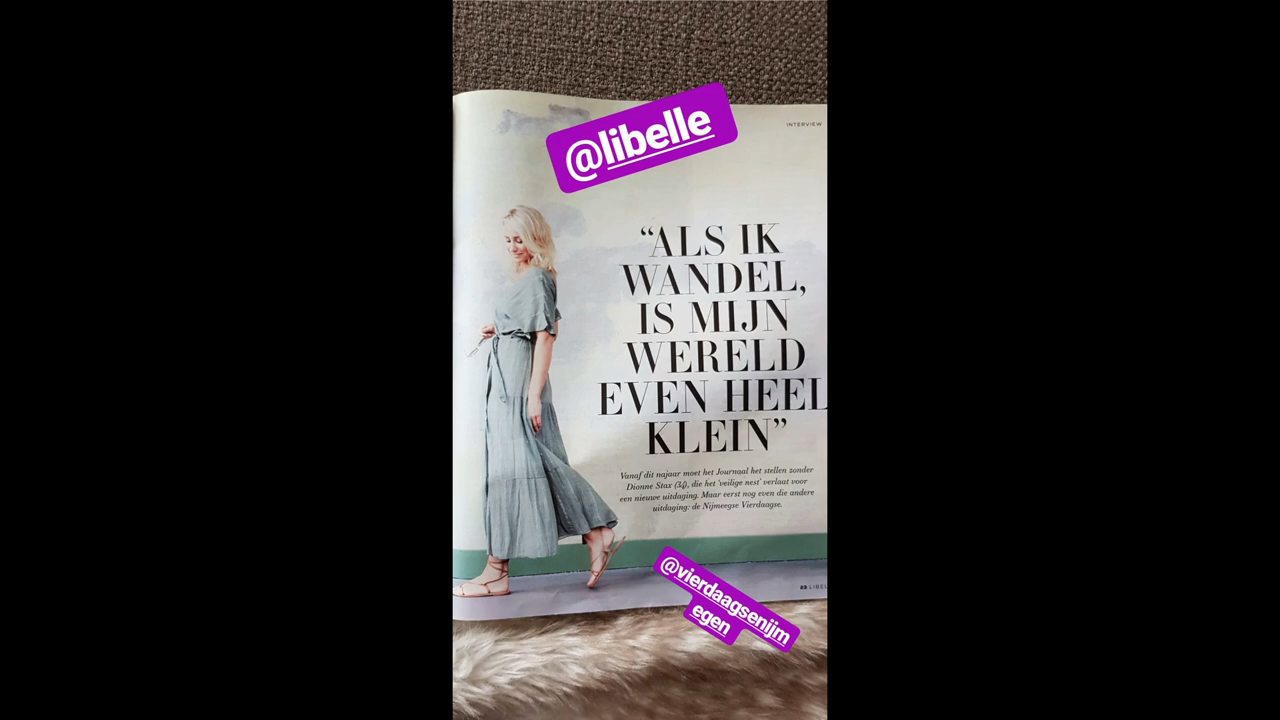 @libelle
INTERVIEW
“ALS IK
WANDEL,
IS MIJN
WERELD
EVEN HEEL
KLEIN”
Vanaf dit najaar moet het Journaal het stellen zonder
Dionne Stax (34), die het ‘veilige nest’ verlaat voor
een nieuwe uitdaging. Maar eerst nog even die andere
uitdaging: de Nijmeegse Vierdaagse.
@vierdaagsenijm
egen
23 LIBEL